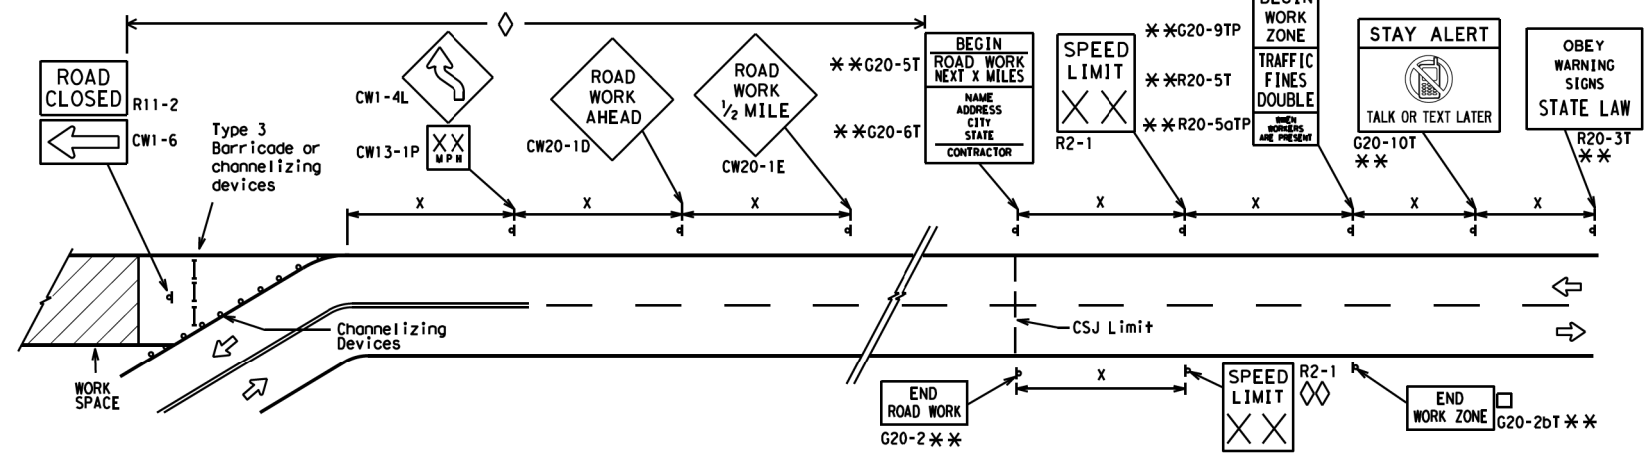 ROAD
CLOSED
R11-2
CW1-6
Type 3
Barricade or
channelizing
devices
CW1-4L
XX
MPH
CW13-1P
ROAD
WORK
AHEAD
CW20-1D
ROAD
WORK
1/2 MILE
CW20-1E
**G20-5T
**G20-6T
BEGIN
ROAD WORK
NEXT X MILES
NAME
ADDRESS
CITY
STATE
CONTRACTOR
SPEED
LIMIT
XX
R2-1
**G20-9TP
**R20-5T
**R20-5aTP
BEGIN
WORK
ZONE
TRAFFIC
FINES
DOUBLE
WHEN
WORKERS
ARE PRESENT
STAY ALERT
TALK OR TEXT LATER
G20-10T
**
OBEY
WARNING
SIGNS
STATE LAW
R20-3T
**
X
X
X
X
X
X
X
WORK
SPACE
Channelizing
Devices
CSJ Limit
END
ROAD WORK
G20-2**
X
SPEED
LIMIT
XX
R2-1
END
WORK ZONE
G20-2bT**